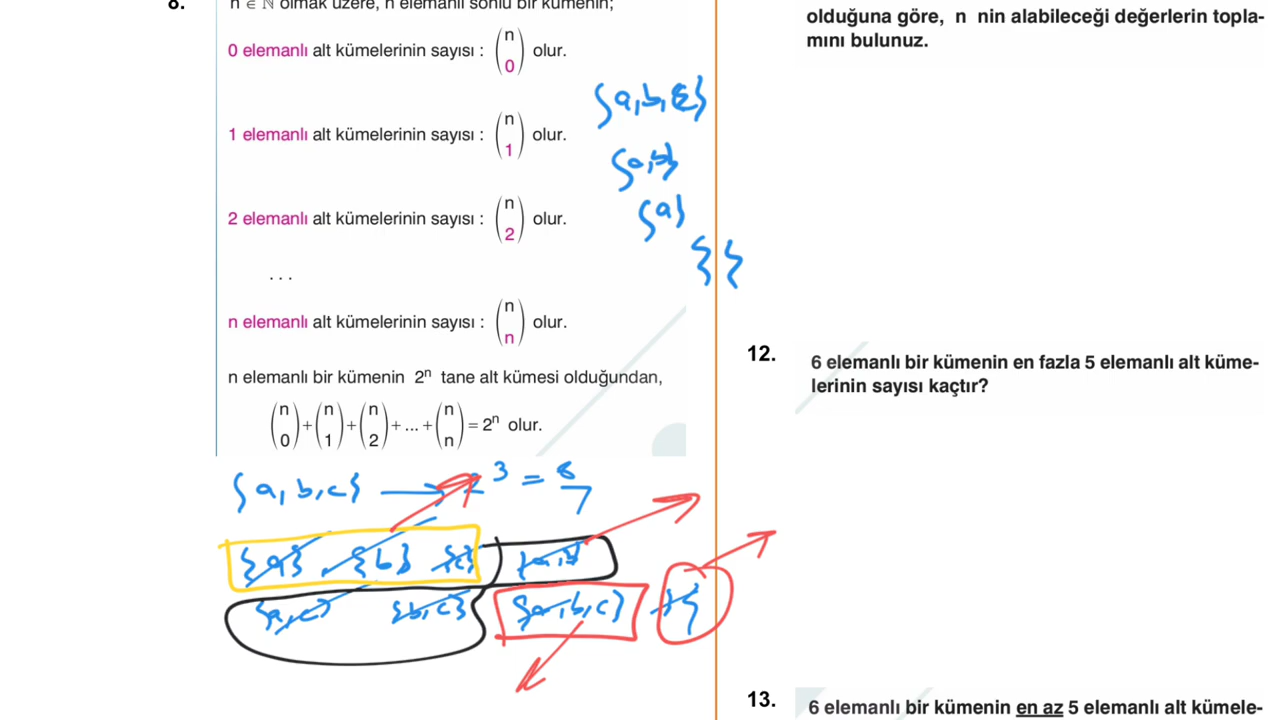 8.
n ∈ N olmak üzere, n elemanlı sonlu bir kümenin;
0 elemanlı alt kümelerinin sayısı : (n 0) olur.
1 elemanlı alt kümelerinin sayısı : (n 1) olur.
2 elemanlı alt kümelerinin sayısı : (n 2) olur.
...
n elemanlı alt kümelerinin sayısı : (n n) olur.
n elemanlı bir kümenin 2ⁿ tane alt kümesi olduğundan,
(n 0) + (n 1) + (n 2) + ... + (n n) = 2ⁿ olur.
{a, b, c}
{a, b}
{a}
{ }
{a, b, c} → 2³ = 8
7
{a} , {b} {c} {a, b}
{a, c} {b, c} {a, b, c} { }
olduğuna göre, n nin alabileceği değerlerin topla-
mını bulunuz.
12. 6 elemanlı bir kümenin en fazla 5 elemanlı alt küme-
lerinin sayısı kaçtır?
13. 6 elemanlı bir kümenin en az 5 elemanlı alt kümele-